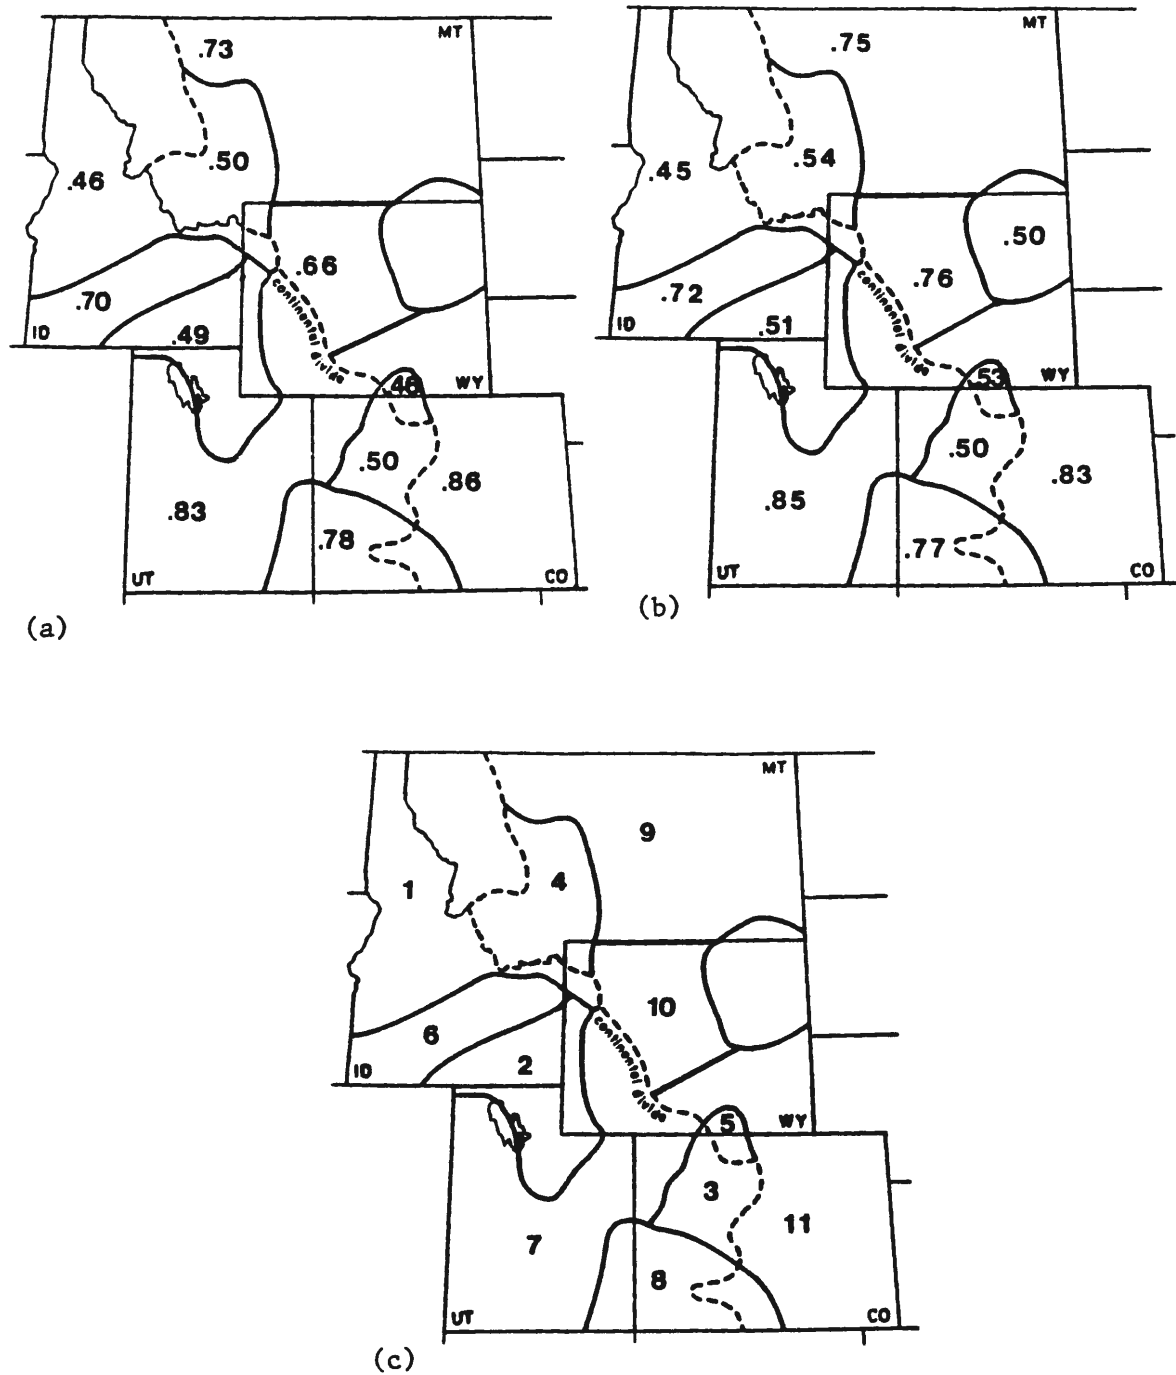 MT
.73
.50
.46
.66
.70
continental divide
ID
.49
.46
WY
.50
.86
.83
.78
UT
CO
(a)
MT
.75
.54
.45
.50
.76
.72
continental divide
ID
.51
.53
WY
.50
.83
.85
.77
UT
CO
(b)
MT
9
4
1
10
6
continental divide
ID
2
5
WY
3
11
7
8
UT
CO
(c)